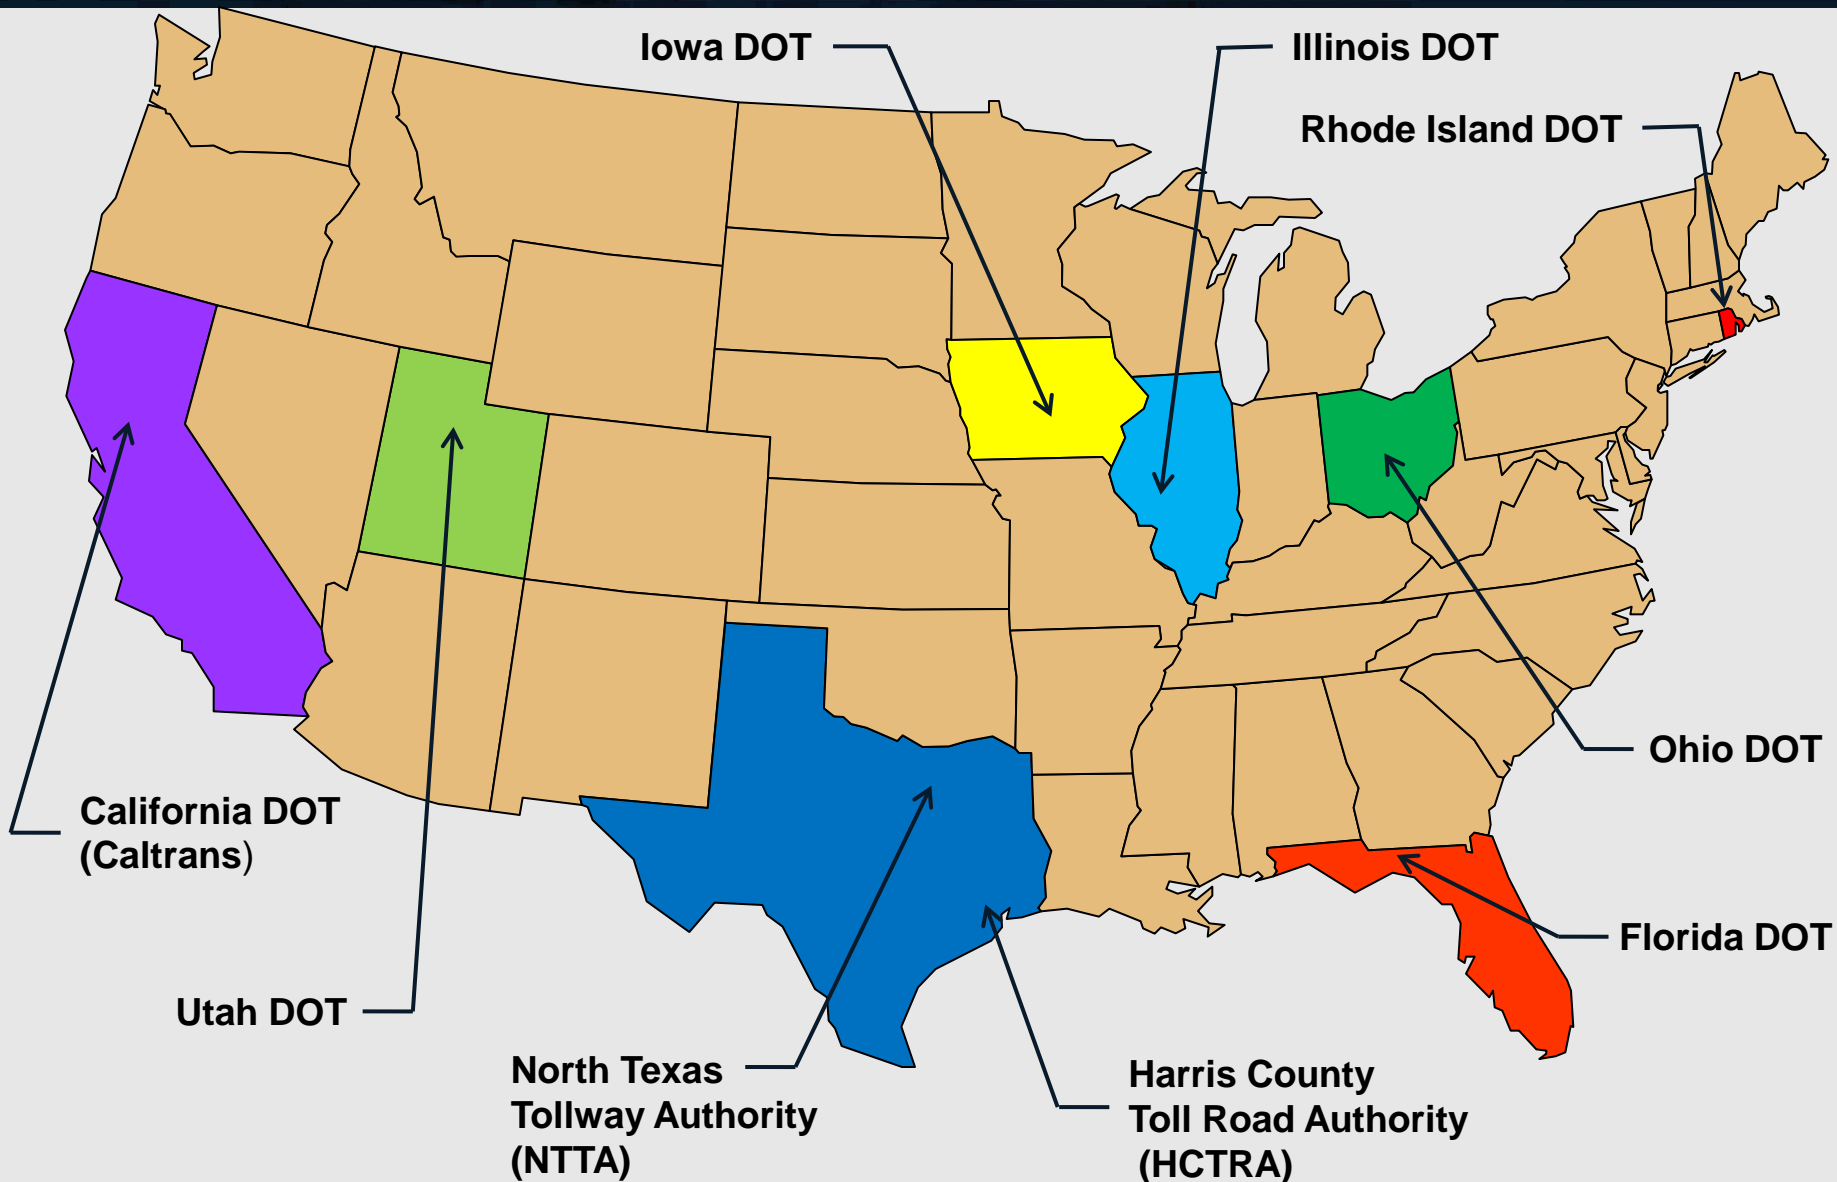 Iowa DOT
Illinois DOT
Rhode Island DOT
Ohio DOT
California DOT
(Caltrans)
Florida DOT
Utah DOT
North Texas
Tollway Authority
(NTTA)
Harris County
Toll Road Authority
(HCTRA)